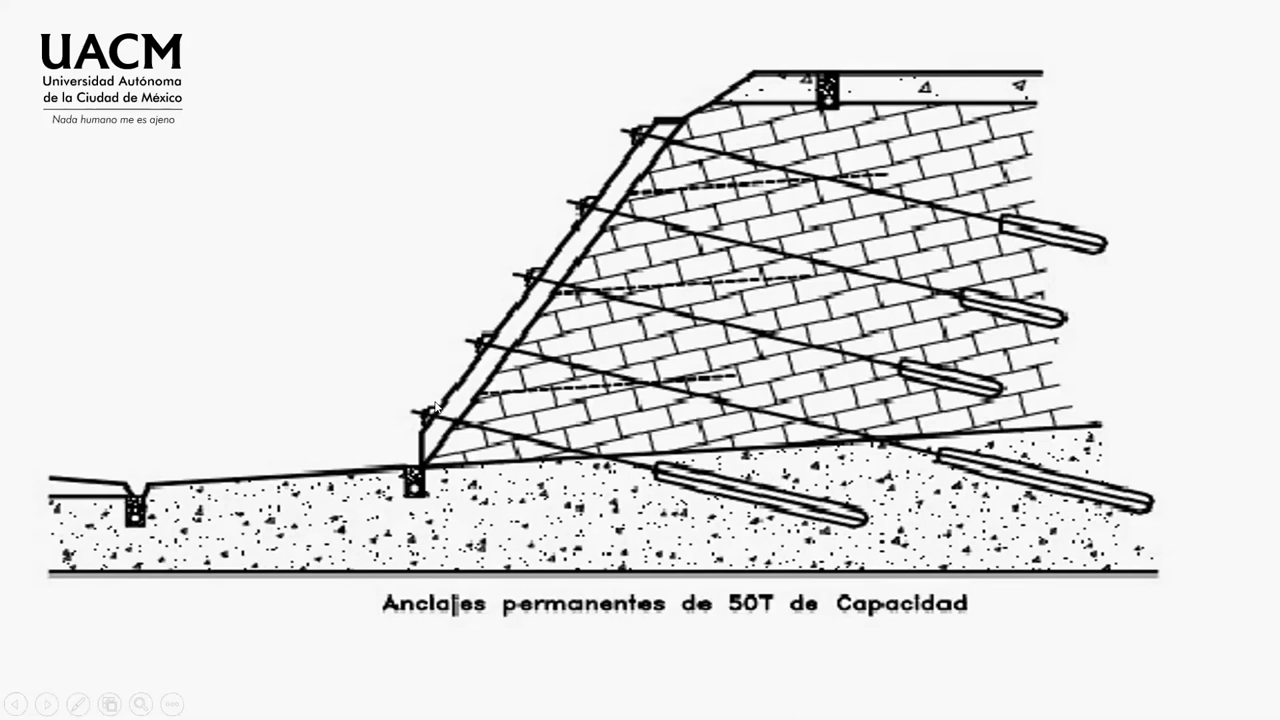 UACM
Universidad Autónoma
de la Ciudad de México
Nada humano me es ajeno
Anclajes permanentes de 50T de Capacidad